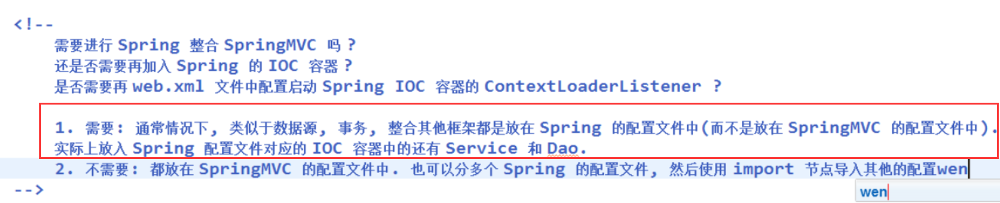 <!--
需要进行 Spring 整合 SpringMVC 吗 ?
还是否需要再加入 Spring 的 IOC 容器 ?
是否需要再 web.xml 文件中配置启动 Spring IOC 容器的 ContextLoaderListener ?
1. 需要: 通常情况下, 类似于数据源, 事务, 整合其他框架都是放在 Spring 的配置文件中(而不是放在 SpringMVC 的配置文件中).
实际上放入 Spring 配置文件对应的 IOC 容器中的还有 Service 和 Dao.
2. 不需要: 都放在 SpringMVC 的配置文件中. 也可以分多个 Spring 的配置文件, 然后使用 import 节点导入其他的配置wen
-->
wen